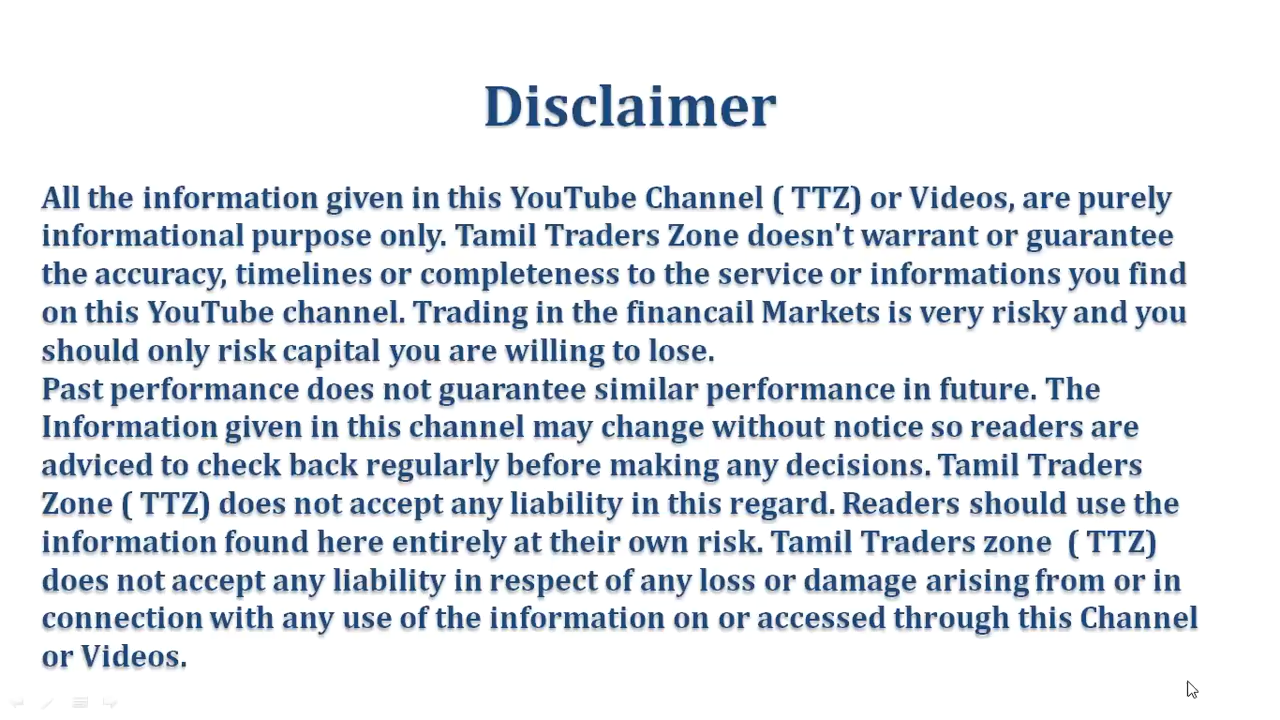 Disclaimer
All the information given in this YouTube Channel ( TTZ) or Videos, are purely
informational purpose only. Tamil Traders Zone doesn't warrant or guarantee
the accuracy, timelines or completeness to the service or informations you find
on this YouTube channel. Trading in the financail Markets is very risky and you
should only risk capital you are willing to lose.
Past performance does not guarantee similar performance in future. The
Information given in this channel may change without notice so readers are
adviced to check back regularly before making any decisions. Tamil Traders
Zone ( TTZ) does not accept any liability in this regard. Readers should use the
information found here entirely at their own risk. Tamil Traders zone  ( TTZ)
does not accept any liability in respect of any loss or damage arising from or in
connection with any use of the information on or accessed through this Channel
or Videos.